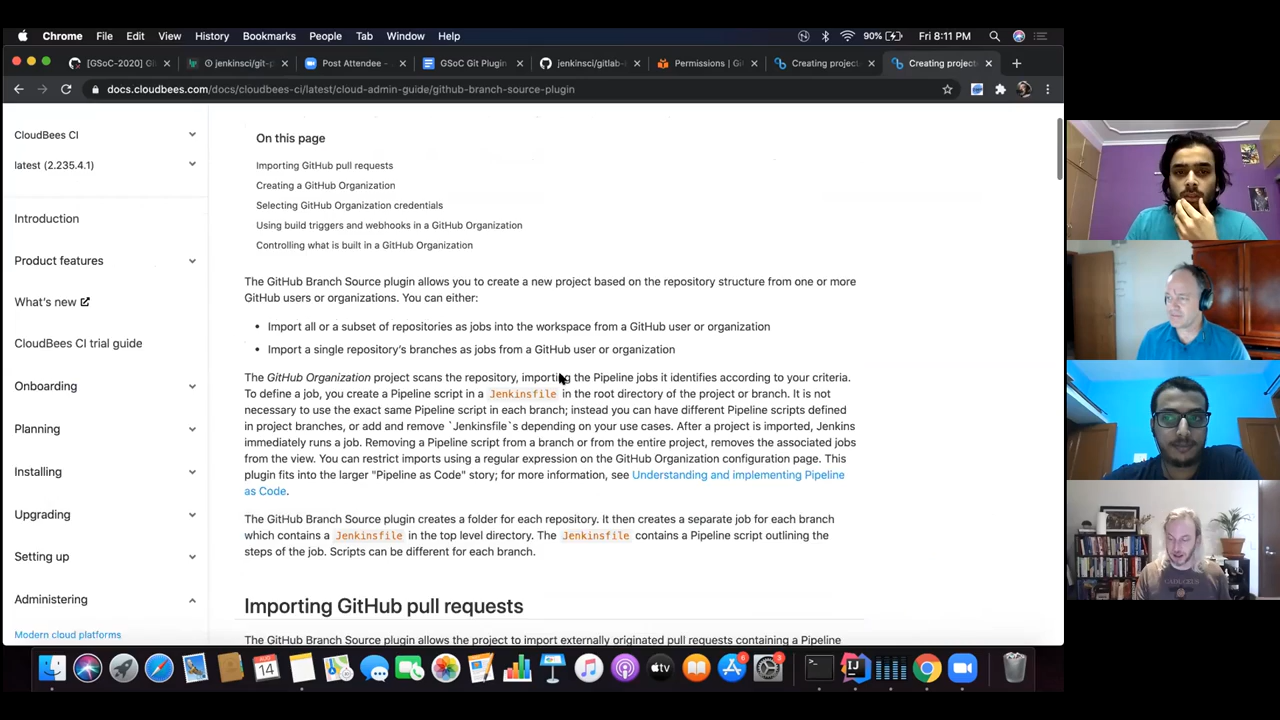 Chrome File Edit View History Bookmarks People Tab Window Help
90% Fri 8:11 PM
[GSoC-2020] Gi
jenkinsci/git-p
Post Attendee -
GSoC Git Plugin
jenkinsci/gitlab-
Permissions | Git
Creating project
Creating project
docs.cloudbees.com/docs/cloudbees-ci/latest/cloud-admin-guide/github-branch-source-plugin
CloudBees CI
latest (2.235.4.1)
Introduction
Product features
What's new
CloudBees CI trial guide
Onboarding
Planning
Installing
Upgrading
Setting up
Administering
Modern cloud platforms
On this page
Importing GitHub pull requests
Creating a GitHub Organization
Selecting GitHub Organization credentials
Using build triggers and webhooks in a GitHub Organization
Controlling what is built in a GitHub Organization
The GitHub Branch Source plugin allows you to create a new project based on the repository structure from one or more
GitHub users or organizations. You can either:
• Import all or a subset of repositories as jobs into the workspace from a GitHub user or organization
• Import a single repository's branches as jobs from a GitHub user or organization
The GitHub Organization project scans the repository, importing the Pipeline jobs it identifies according to your criteria.
To define a job, you create a Pipeline script in a Jenkinsfile in the root directory of the project or branch. It is not
necessary to use the exact same Pipeline script in each branch; instead you can have different Pipeline scripts defined
in project branches, or add and remove `Jenkinsfile`s depending on your use cases. After a project is imported, Jenkins
immediately runs a job. Removing a Pipeline script from a branch or from the entire project, removes the associated jobs
from the view. You can restrict imports using a regular expression on the GitHub Organization configuration page. This
plugin fits into the larger "Pipeline as Code" story; for more information, see Understanding and implementing Pipeline
as Code.
The GitHub Branch Source plugin creates a folder for each repository. It then creates a separate job for each branch
which contains a Jenkinsfile in the top level directory. The Jenkinsfile contains a Pipeline script outlining the
steps of the job. Scripts can be different for each branch.
Importing GitHub pull requests
The GitHub Branch Source plugin allows the project to import externally originated pull requests containing a Pipeline
14
tv